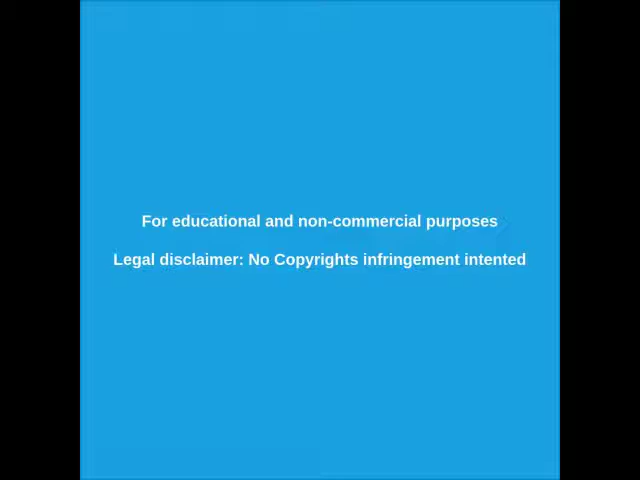 For educational and non-commercial purposes
Legal disclaimer: No Copyrights infringement intented